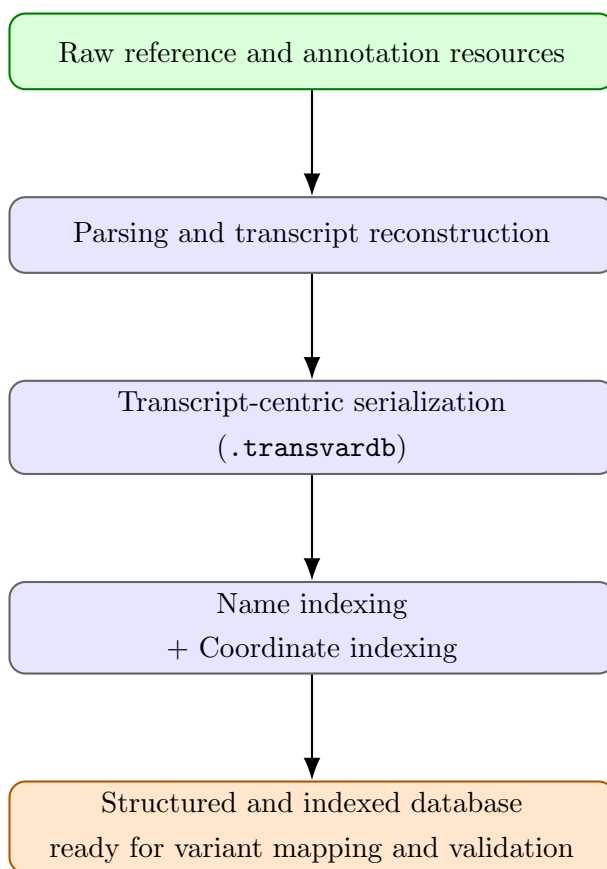 Raw reference and annotation resources
Parsing and transcript reconstruction
Transcript-centric serialization
(.transvardb)
Name indexing
+ Coordinate indexing
Structured and indexed database
ready for variant mapping and validation